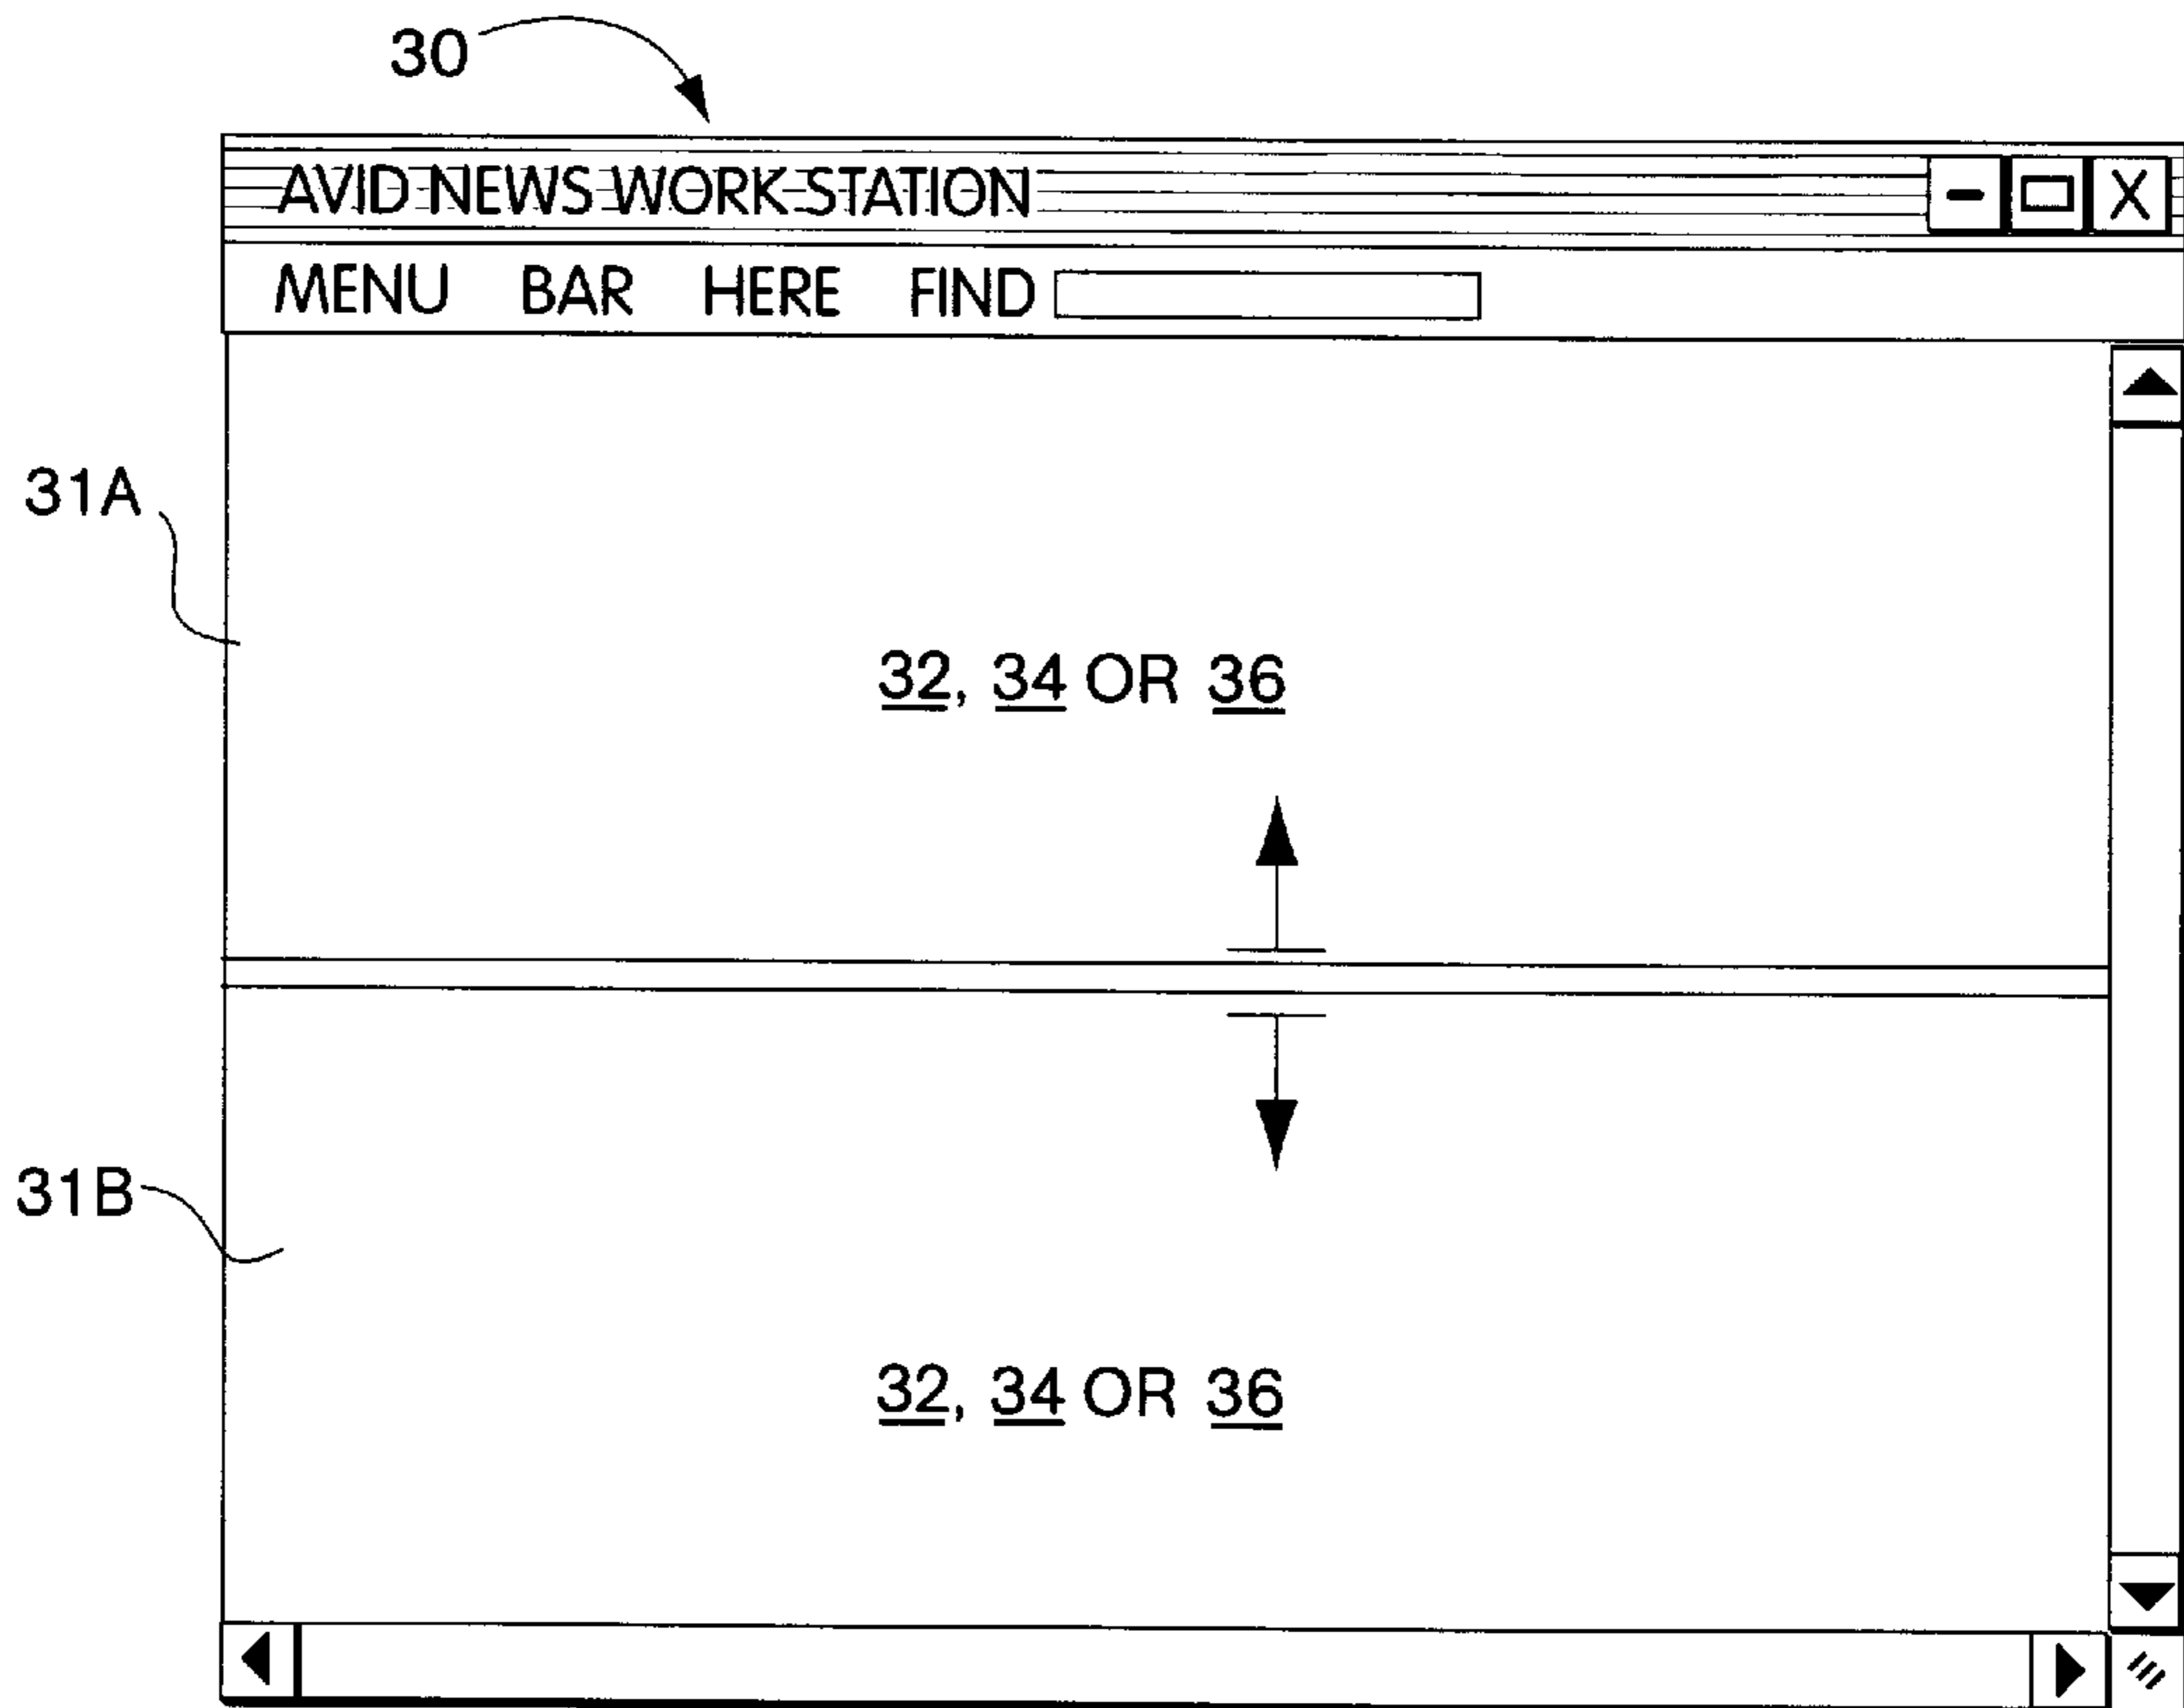 30
AVID NEWS WORK STATION
MENU BAR HERE FIND
31A
32, 34 OR 36
31B
32, 34 OR 36